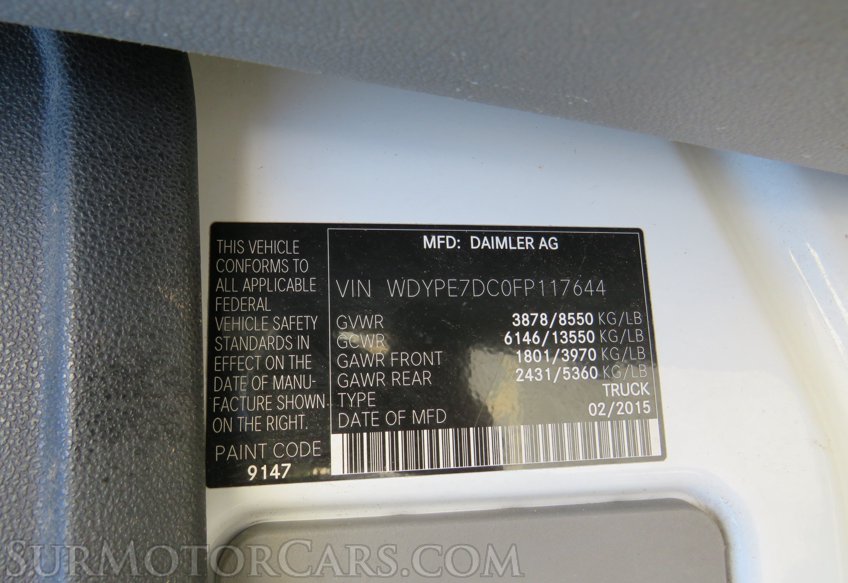 THIS VEHICLE
CONFORMS TO
ALL APPLICABLE
FEDERAL
VEHICLE SAFETY
STANDARDS IN
EFFECT ON THE
DATE OF MANU-
FACTURE SHOWN
ON THE RIGHT.
PAINT CODE
9147
MFD: DAIMLER AG
VIN WDYPE7DC0FP117644
GVWR 3878/8550 KG/LB
GCWR 6146/13550 KG/LB
GAWR FRONT 1801/3970 KG/LB
GAWR REAR 2431/5360 KG/LB
TYPE TRUCK
DATE OF MFD 02/2015
SURMOTORCARS.COM